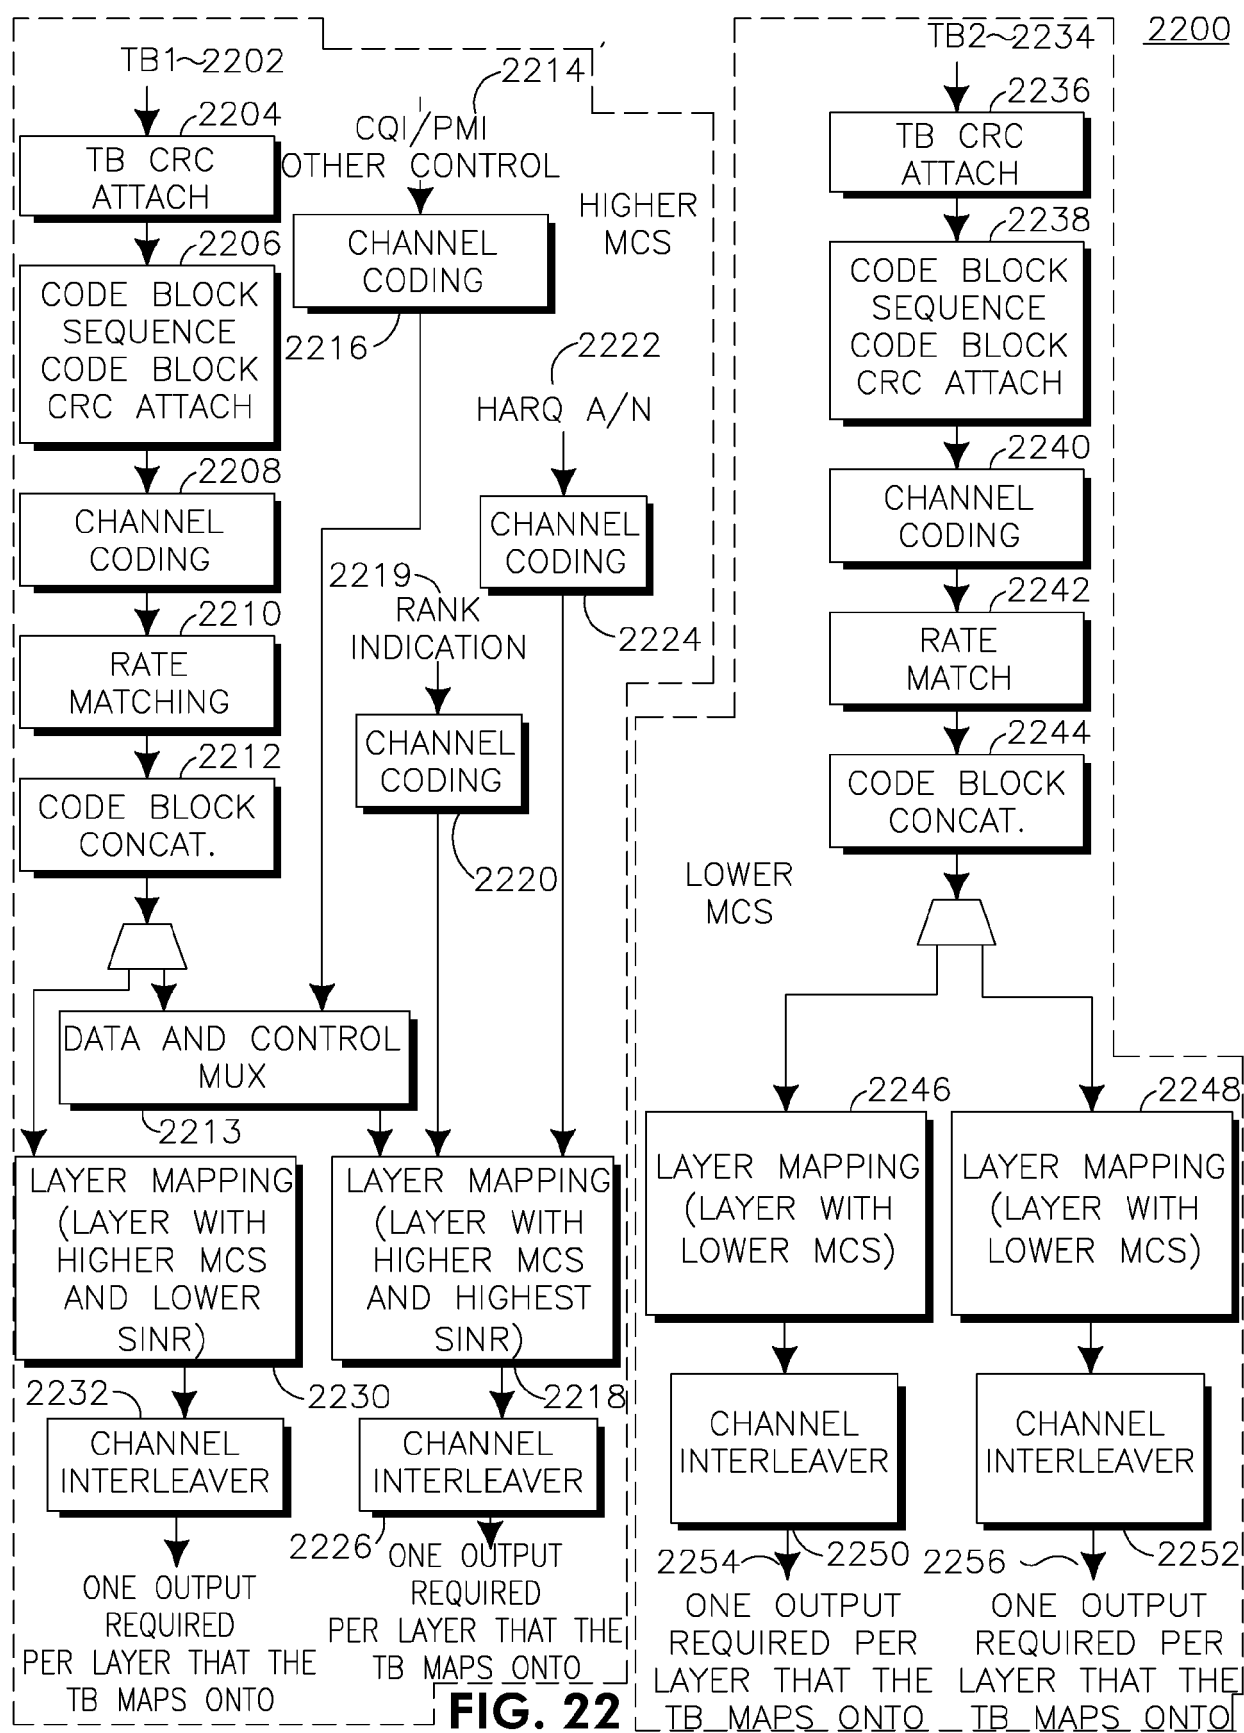 2200
TB1~2202
2204
TB CRC
ATTACH
2206
CODE BLOCK
SEQUENCE
CODE BLOCK
CRC ATTACH
2208
CHANNEL
CODING
2210
RATE
MATCHING
2212
CODE BLOCK
CONCAT.
2214
CQI/PMI
OTHER CONTROL
CHANNEL
CODING
2216
HIGHER
MCS
2222
HARQ A/N
CHANNEL
CODING
2224
2219
RANK
INDICATION
CHANNEL
CODING
2220
DATA AND CONTROL
MUX
2213
LAYER MAPPING
(LAYER WITH
HIGHER MCS
AND LOWER
SINR)
2230
LAYER MAPPING
(LAYER WITH
HIGHER MCS
AND HIGHEST
SINR)
2218
2232
CHANNEL
INTERLEAVER
ONE OUTPUT
REQUIRED
PER LAYER THAT THE
TB MAPS ONTO
CHANNEL
INTERLEAVER
2226
ONE OUTPUT
REQUIRED
PER LAYER THAT THE
TB MAPS ONTO
TB2~2234
2236
TB CRC
ATTACH
2238
CODE BLOCK
SEQUENCE
CODE BLOCK
CRC ATTACH
2240
CHANNEL
CODING
2242
RATE
MATCH
2244
CODE BLOCK
CONCAT.
LOWER
MCS
2246
LAYER MAPPING
(LAYER WITH
LOWER MCS)
2248
LAYER MAPPING
(LAYER WITH
LOWER MCS)
CHANNEL
INTERLEAVER
2250
2254
ONE OUTPUT
REQUIRED PER
LAYER THAT THE
TB MAPS ONTO
CHANNEL
INTERLEAVER
2252
2256
ONE OUTPUT
REQUIRED PER
LAYER THAT THE
TB MAPS ONTO
FIG. 22